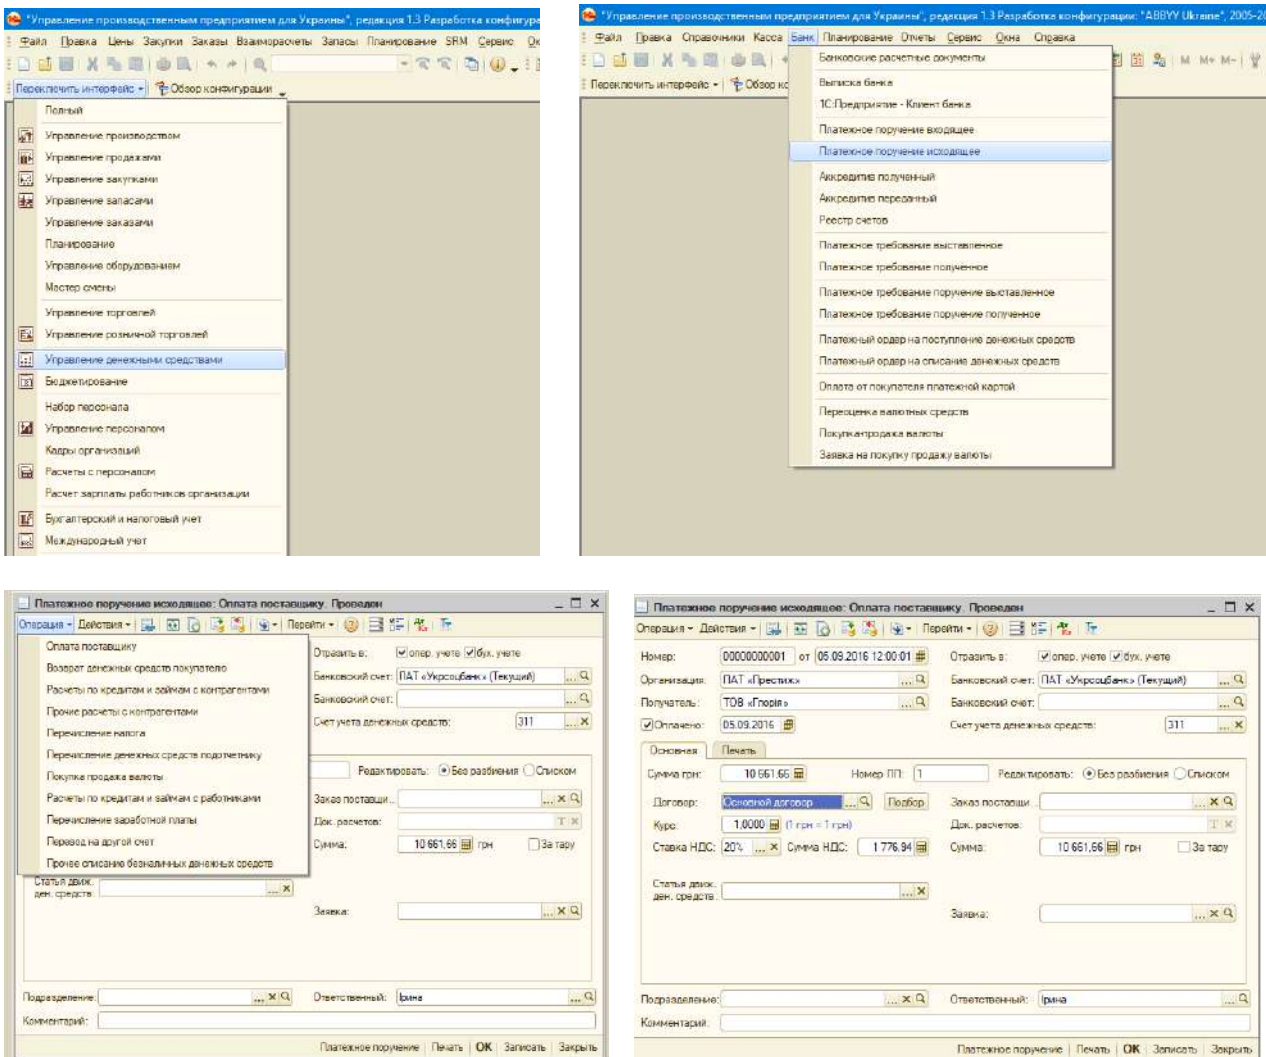 "Управление производственным предприятием для Украины", редакция 1.3 Разработка конфигура
Файл Правка Цены Закупки Заказы Взаиморасчеты Запасы Планирование SRM Сервис
Переключить интерфейс Обзор конфигурации
Полный
Управление производством
Управление продажами
Управление закупками
Управление запасами
Управление заказами
Планирование
Управление оборудованием
Мастер смены
Управление торговлей
Управление розничной торговлей
Управление денежными средствами
Бюджетирование
Набор персонала
Управление персоналом
Кадры организаций
Расчеты с персоналом
Расчет зарплаты работников организации
Бухгалтерский и налоговый учет
Международный учет
"Управление производственным предприятием для Украины", редакция 1.3 Разработка конфигурации: "ABBYY Ukraine", 2005-20
Файл Правка Справочники Касса Банк Планирование Отчеты Сервис Окна Справка
M M+ M-
Переключить интерфейс Обзор ко
Банковские расчетные документы
Выписка банка
1С:Предприятие - Клиент банка
Платежное поручение входящее
Платежное поручение исходящее
Аккредитив полученный
Аккредитив переданный
Реестр счетов
Платежное требование выставленное
Платежное требование полученное
Платежное требование поручение выставленное
Платежное требование поручение полученное
Платежный ордер на поступление денежных средств
Платежный ордер на списание денежных средств
Оплата от покупателя платежной картой
Переоценка валютных средств
Покупка-продажа валюты
Заявка на покупку продажу валюты
Платежное поручение исходящее: Оплата поставщику. Проведен
Операция Действия Перейти
Оплата поставщику
Возврат денежных средств покупателю
Расчеты по кредитам и займам с контрагентами
Прочие расчеты с контрагентами
Перечисление налога
Перечисление денежных средств подотчетнику
Покупка продажа валюты
Расчеты по кредитам и займам с работниками
Перечисление заработной платы
Перевод на другой счет
Прочее списание безналичных денежных средств
Отразить в: опер. учете бух. учете
Банковский счет: ПАТ «Укрсоцбанк» (Текущий) ...
Банковский счет: ...
Счет учета денежных средств: 311 ... X
Редактировать: Без разбиения Списком
Заказ поставщи... ... X
Док. расчетов: T X
Сумма: 10 661,66 грн За тару
Статья движ. ден. средств: ... X
Заявка: ... X
Подразделение: ... X Ответственный: Ірина ...
Комментарий:
Платежное поручение Печать OK Записать Закрыть
Платежное поручение исходящее: Оплата поставщику. Проведен
Операция Действия Перейти
Номер: 00000000001 от 05.09.2016 12:00:01 Отразить в: опер. учете бух. учете
Организация: ПАТ «Престиж» ... Банковский счет: ПАТ «Укрсоцбанк» (Текущий) ...
Получатель: ТОВ «Глорія» ... Банковский счет: ...
Оплачено: 05.09.2016 Счет учета денежных средств: 311 ... X
Основная Печать
Сумма грн: 10 661,66 Номер ПП: 1 Редактировать: Без разбиения Списком
Договор: Основной договор ... Подбор Заказ поставщи... ... X
Курс: 1,0000 (1 грн = 1 грн) Док. расчетов: T X
Ставка НДС: 20% ... X Сумма НДС: 1 776,94 Сумма: 10 661,66 грн За тару
Статья движ. ден. средств: ... X
Заявка: ... X
Подразделение: ... X Ответственный: Ірина ...
Комментарий:
Платежное поручение Печать OK Записать Закрыть